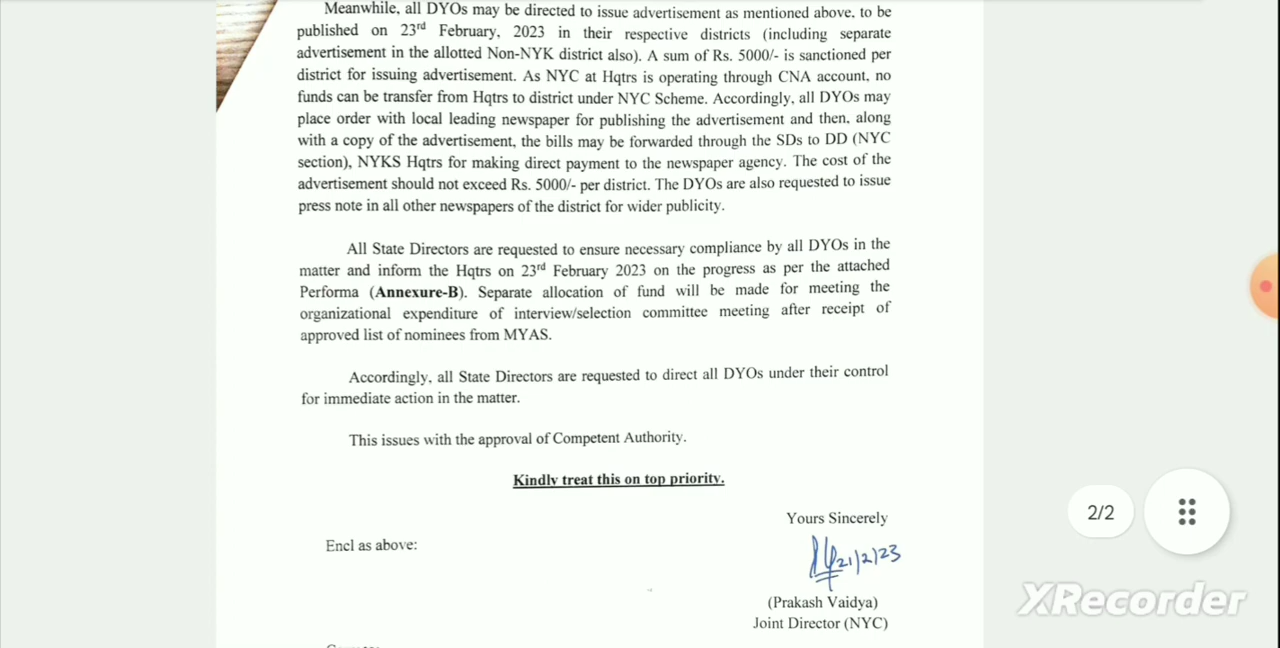 Meanwhile, all DYOs may be directed to issue advertisement as mentioned above, to be
published on 23rd February, 2023 in their respective districts (including separate
advertisement in the allotted Non-NYK district also). A sum of Rs. 5000/- is sanctioned per
district for issuing advertisement. As NYC at Hqtrs is operating through CNA account, no
funds can be transfer from Hqtrs to district under NYC Scheme. Accordingly, all DYOs may
place order with local leading newspaper for publishing the advertisement and then, along
with a copy of the advertisement, the bills may be forwarded through the SDs to DD (NYC
section), NYKS Hqtrs for making direct payment to the newspaper agency. The cost of the
advertisement should not exceed Rs. 5000/- per district. The DYOs are also requested to issue
press note in all other newspapers of the district for wider publicity.
All State Directors are requested to ensure necessary compliance by all DYOs in the
matter and inform the Hqtrs on 23rd February 2023 on the progress as per the attached
Performa (Annexure-B). Separate allocation of fund will be made for meeting the
organizational expenditure of interview/selection committee meeting after receipt of
approved list of nominees from MYAS.
Accordingly, all State Directors are requested to direct all DYOs under their control
for immediate action in the matter.
This issues with the approval of Competent Authority.
Kindly treat this on top priority.
Yours Sincerely
Encl as above:
21/2/23
(Prakash Vaidya)
Joint Director (NYC)
2/2
XRecorder